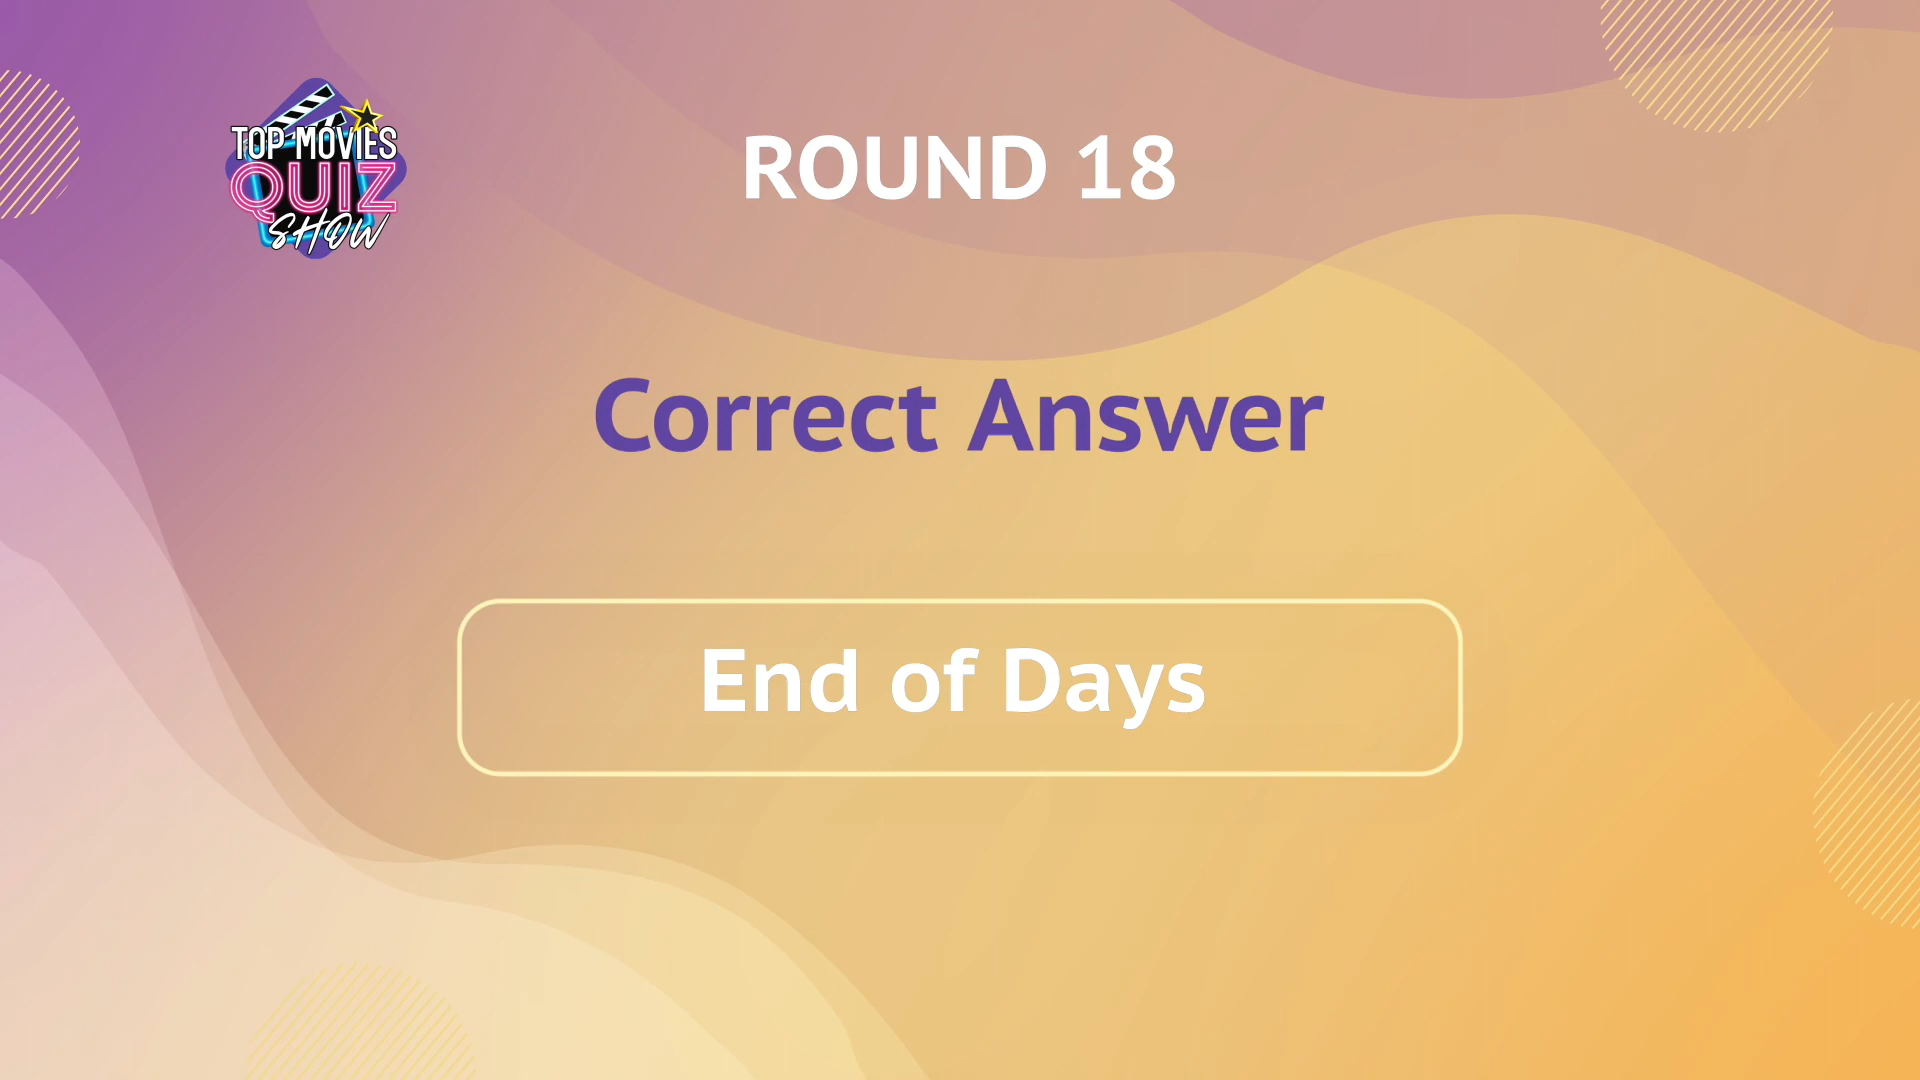 TOP MOVIES
QUIZ
SHOW
ROUND 18
Correct Answer
End of Days